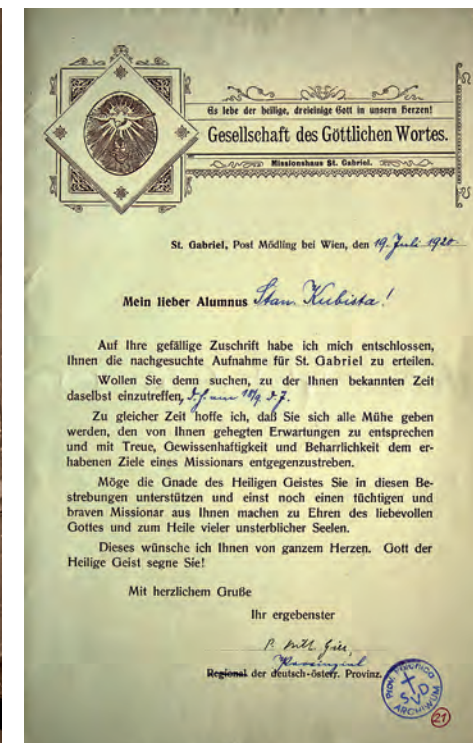 Es lebe der heilige, dreieinige Gott in unsern Herzen!
Gesellschaft des Göttlichen Wortes.
Missionshaus St. Gabriel.
St. Gabriel, Post Mödling bei Wien, den 19. Juli 1920
Mein lieber Alumnus Stan. Kubista!
Auf Ihre gefällige Zuschrift habe ich mich entschlossen,
Ihnen die nachgesuchte Aufnahme für St. Gabriel zu erteilen.
Wollen Sie denn suchen, zu der Ihnen bekannten Zeit
daselbst einzutreffen, d. h. am
Zu gleicher Zeit hoffe ich, daß Sie sich alle Mühe geben
werden, den von Ihnen gehegten Erwartungen zu entsprechen
und mit Treue, Gewissenhaftigkeit und Beharrlichkeit dem er-
habenen Ziele eines Missionars entgegenzustreben.
Möge die Gnade des Heiligen Geistes Sie in diesen Be-
strebungen unterstützen und einst noch einen tüchtigen und
braven Missionar aus Ihnen machen zu Ehren des liebevollen
Gottes und zum Heile vieler unsterblicher Seelen.
Dieses wünsche ich Ihnen von ganzem Herzen. Gott der
Heilige Geist segne Sie!
Mit herzlichem Gruße
Ihr ergebenster
P. Wilh. Gier,
Provinzial
Regional der deutsch-österr. Provinz.
SVD
ARCHIWUM
21